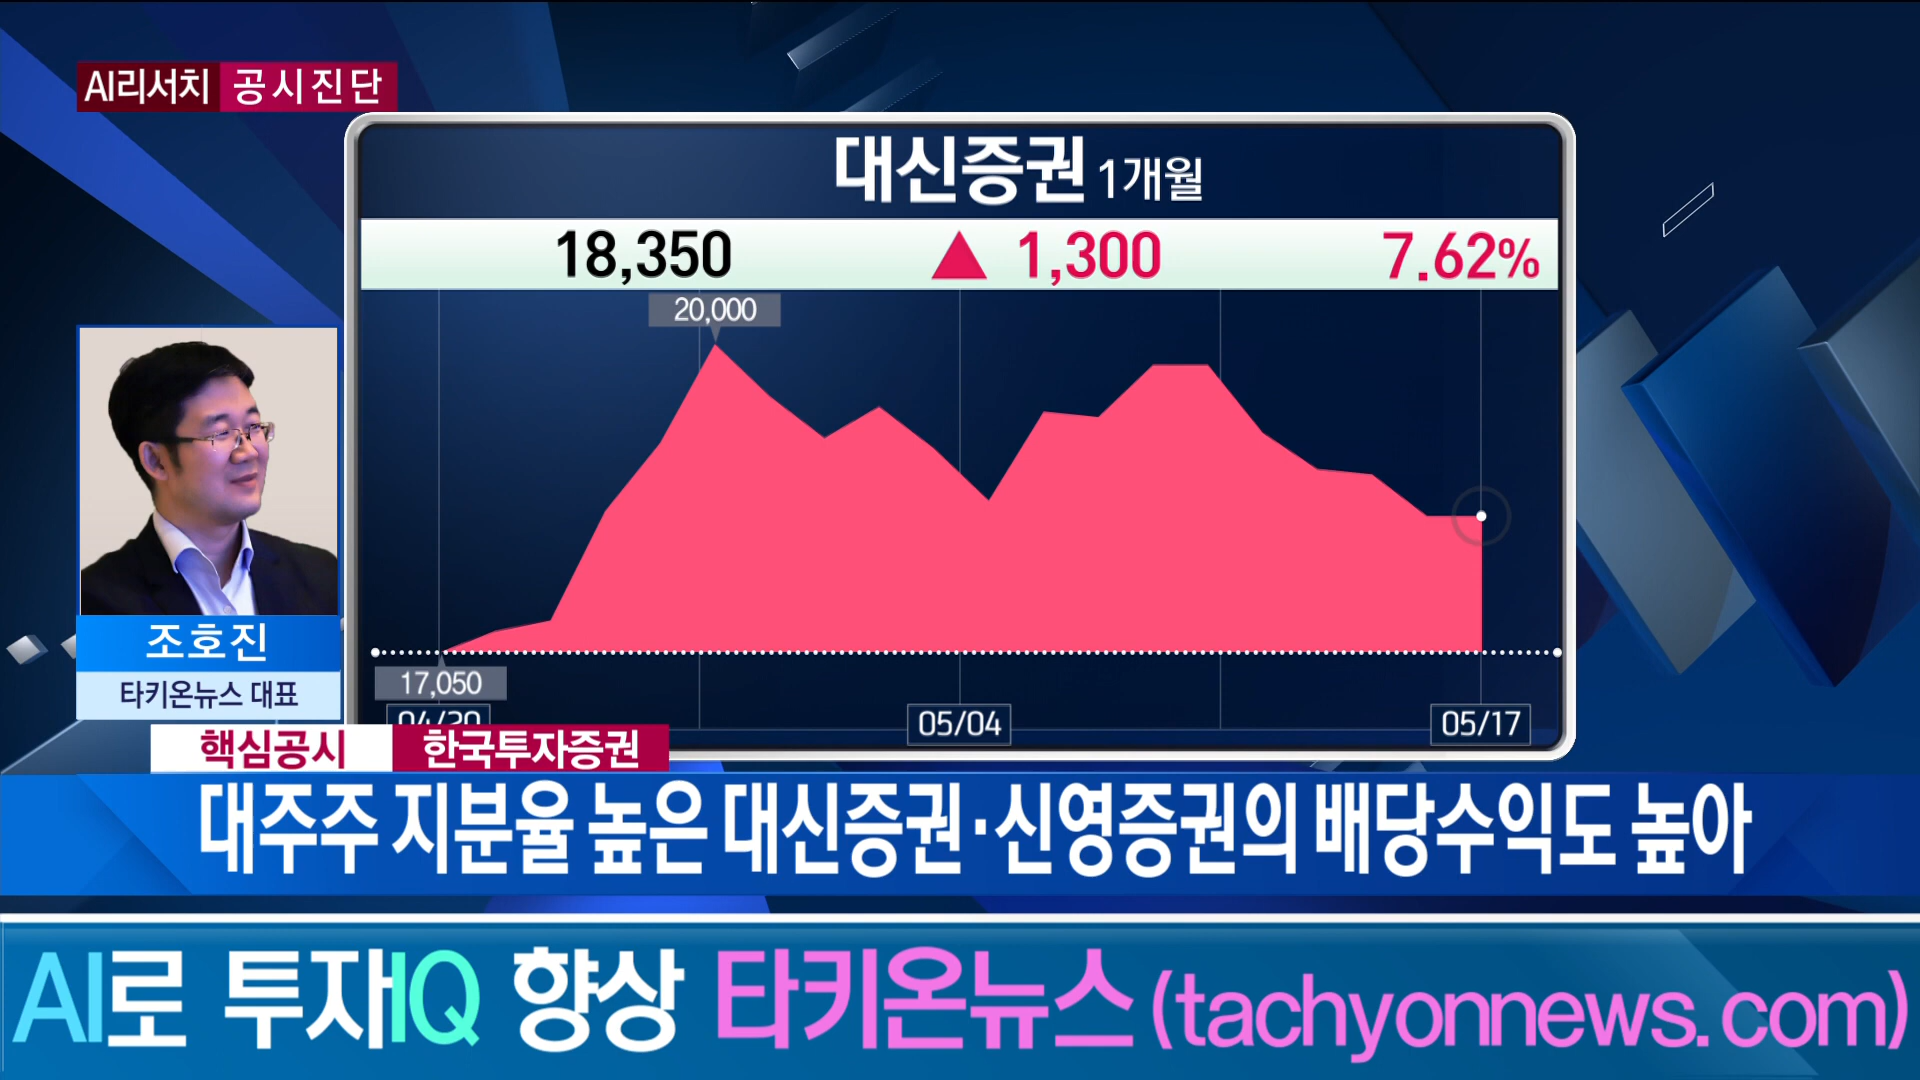 AI리서치 공시진단
대신증권 1개월
18,350 ▲ 1,300 7.62%
20,000
17,050
04/20 05/04 05/17
조호진
타키온뉴스 대표
핵심공시 한국투자증권
대주주 지분율 높은 대신증권·신영증권의 배당수익도 높아
AI로 투자IQ 향상 타키온뉴스(tachyonnews.com)